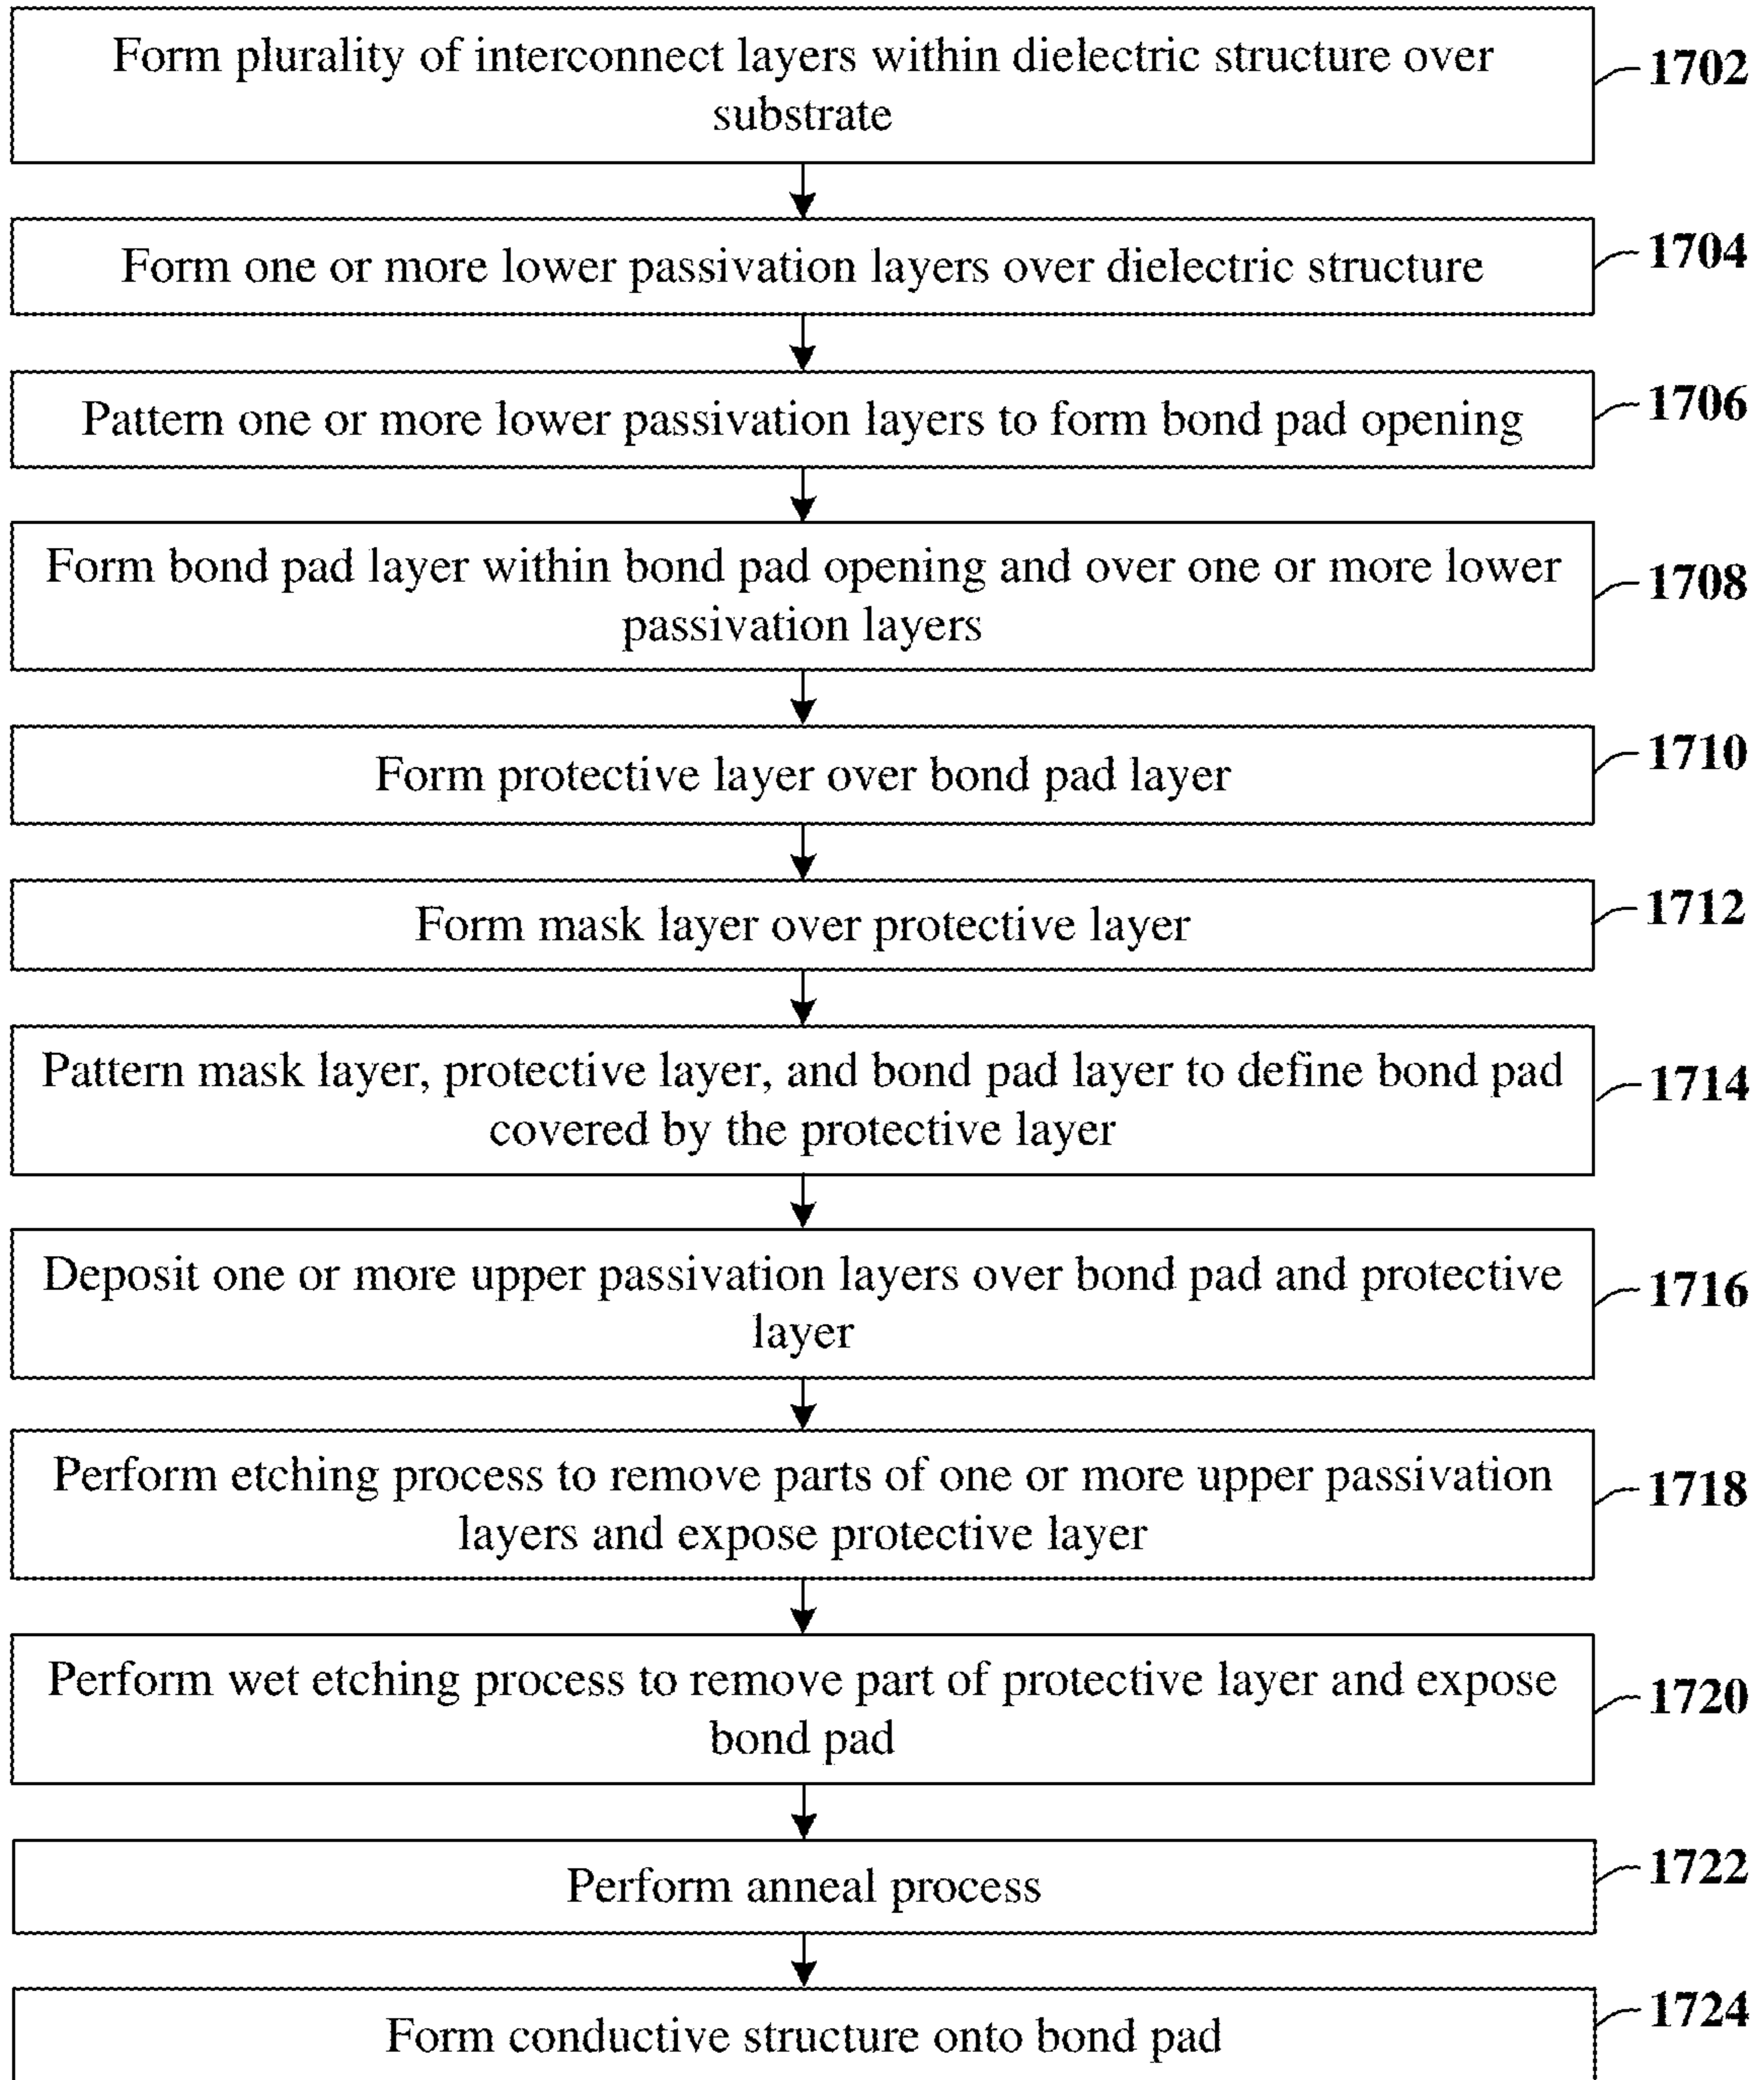 Form plurality of interconnect layers within dielectric structure over
substrate
1702
Form one or more lower passivation layers over dielectric structure
1704
Pattern one or more lower passivation layers to form bond pad opening
1706
Form bond pad layer within bond pad opening and over one or more lower
passivation layers
1708
Form protective layer over bond pad layer
1710
Form mask layer over protective layer
1712
Pattern mask layer, protective layer, and bond pad layer to define bond pad
covered by the protective layer
1714
Deposit one or more upper passivation layers over bond pad and protective
layer
1716
Perform etching process to remove parts of one or more upper passivation
layers and expose protective layer
1718
Perform wet etching process to remove part of protective layer and expose
bond pad
1720
Perform anneal process
1722
Form conductive structure onto bond pad
1724